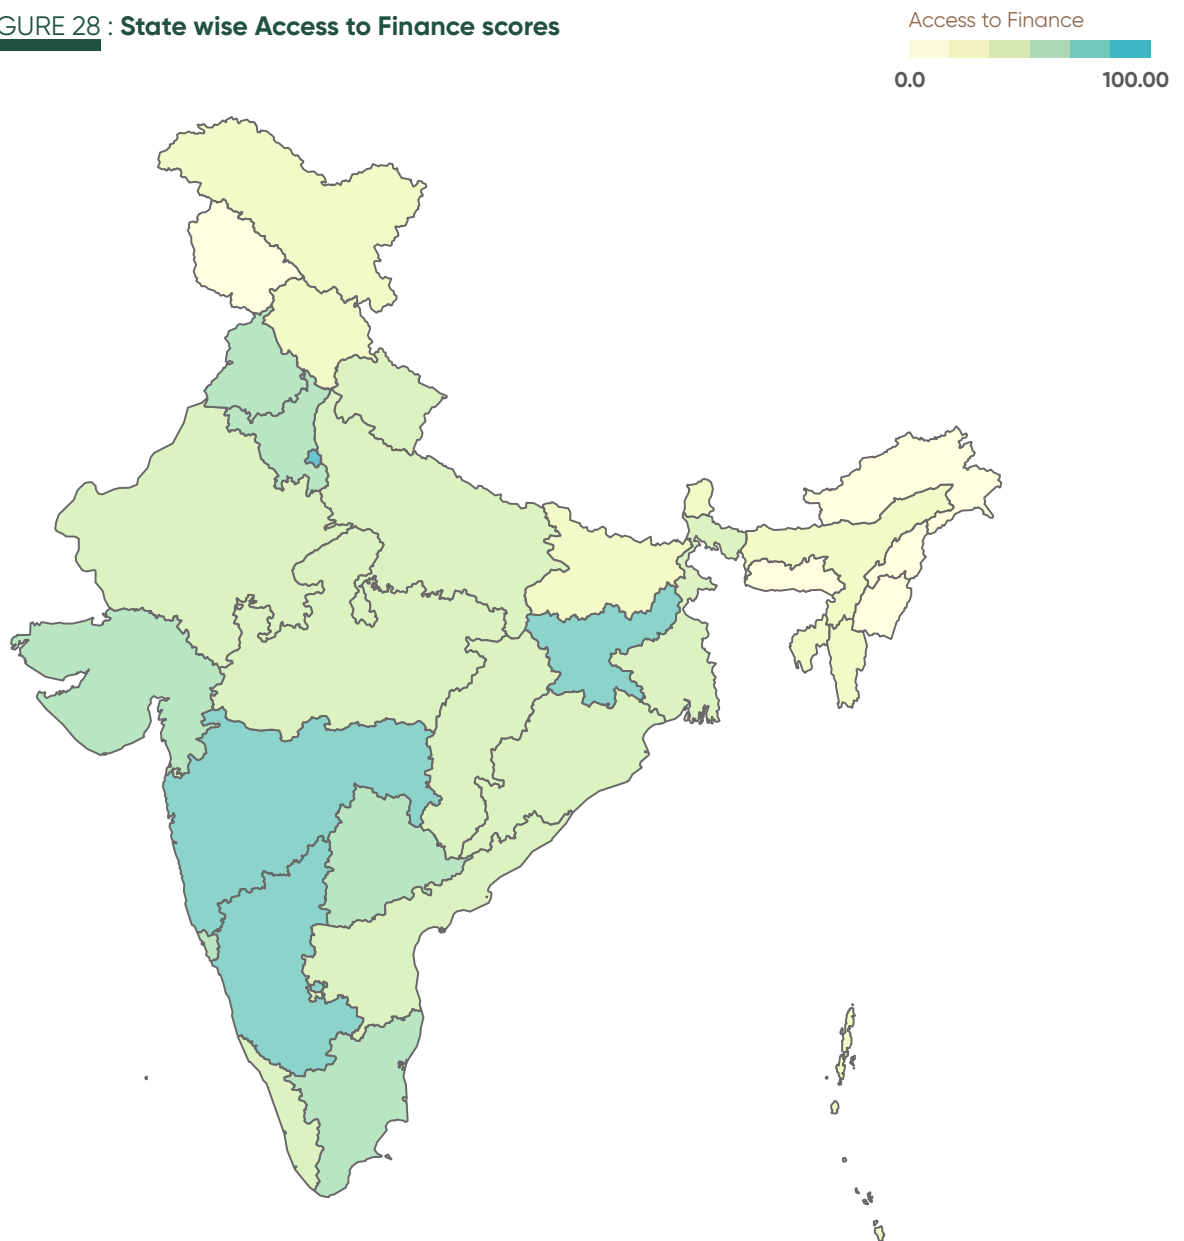 GURE 28 : State wise Access to Finance scores
Access to Finance
0.0 100.00